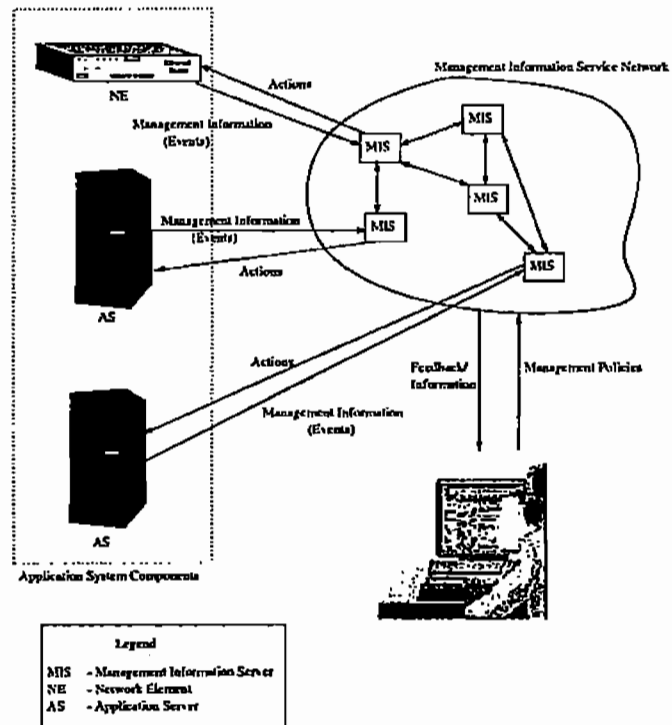 Management Information Service Network
Actions
NE
Management Information
(Events)
MIS
MIS
MIS
Management Information
(Events)
MIS
Actions
MIS
AS
Actions
Feedback/
Information
Management Policies
Management Information
(Events)
AS
Application System Components
Legend
MIS - Management Information Server
NE - Network Element
AS - Application Server